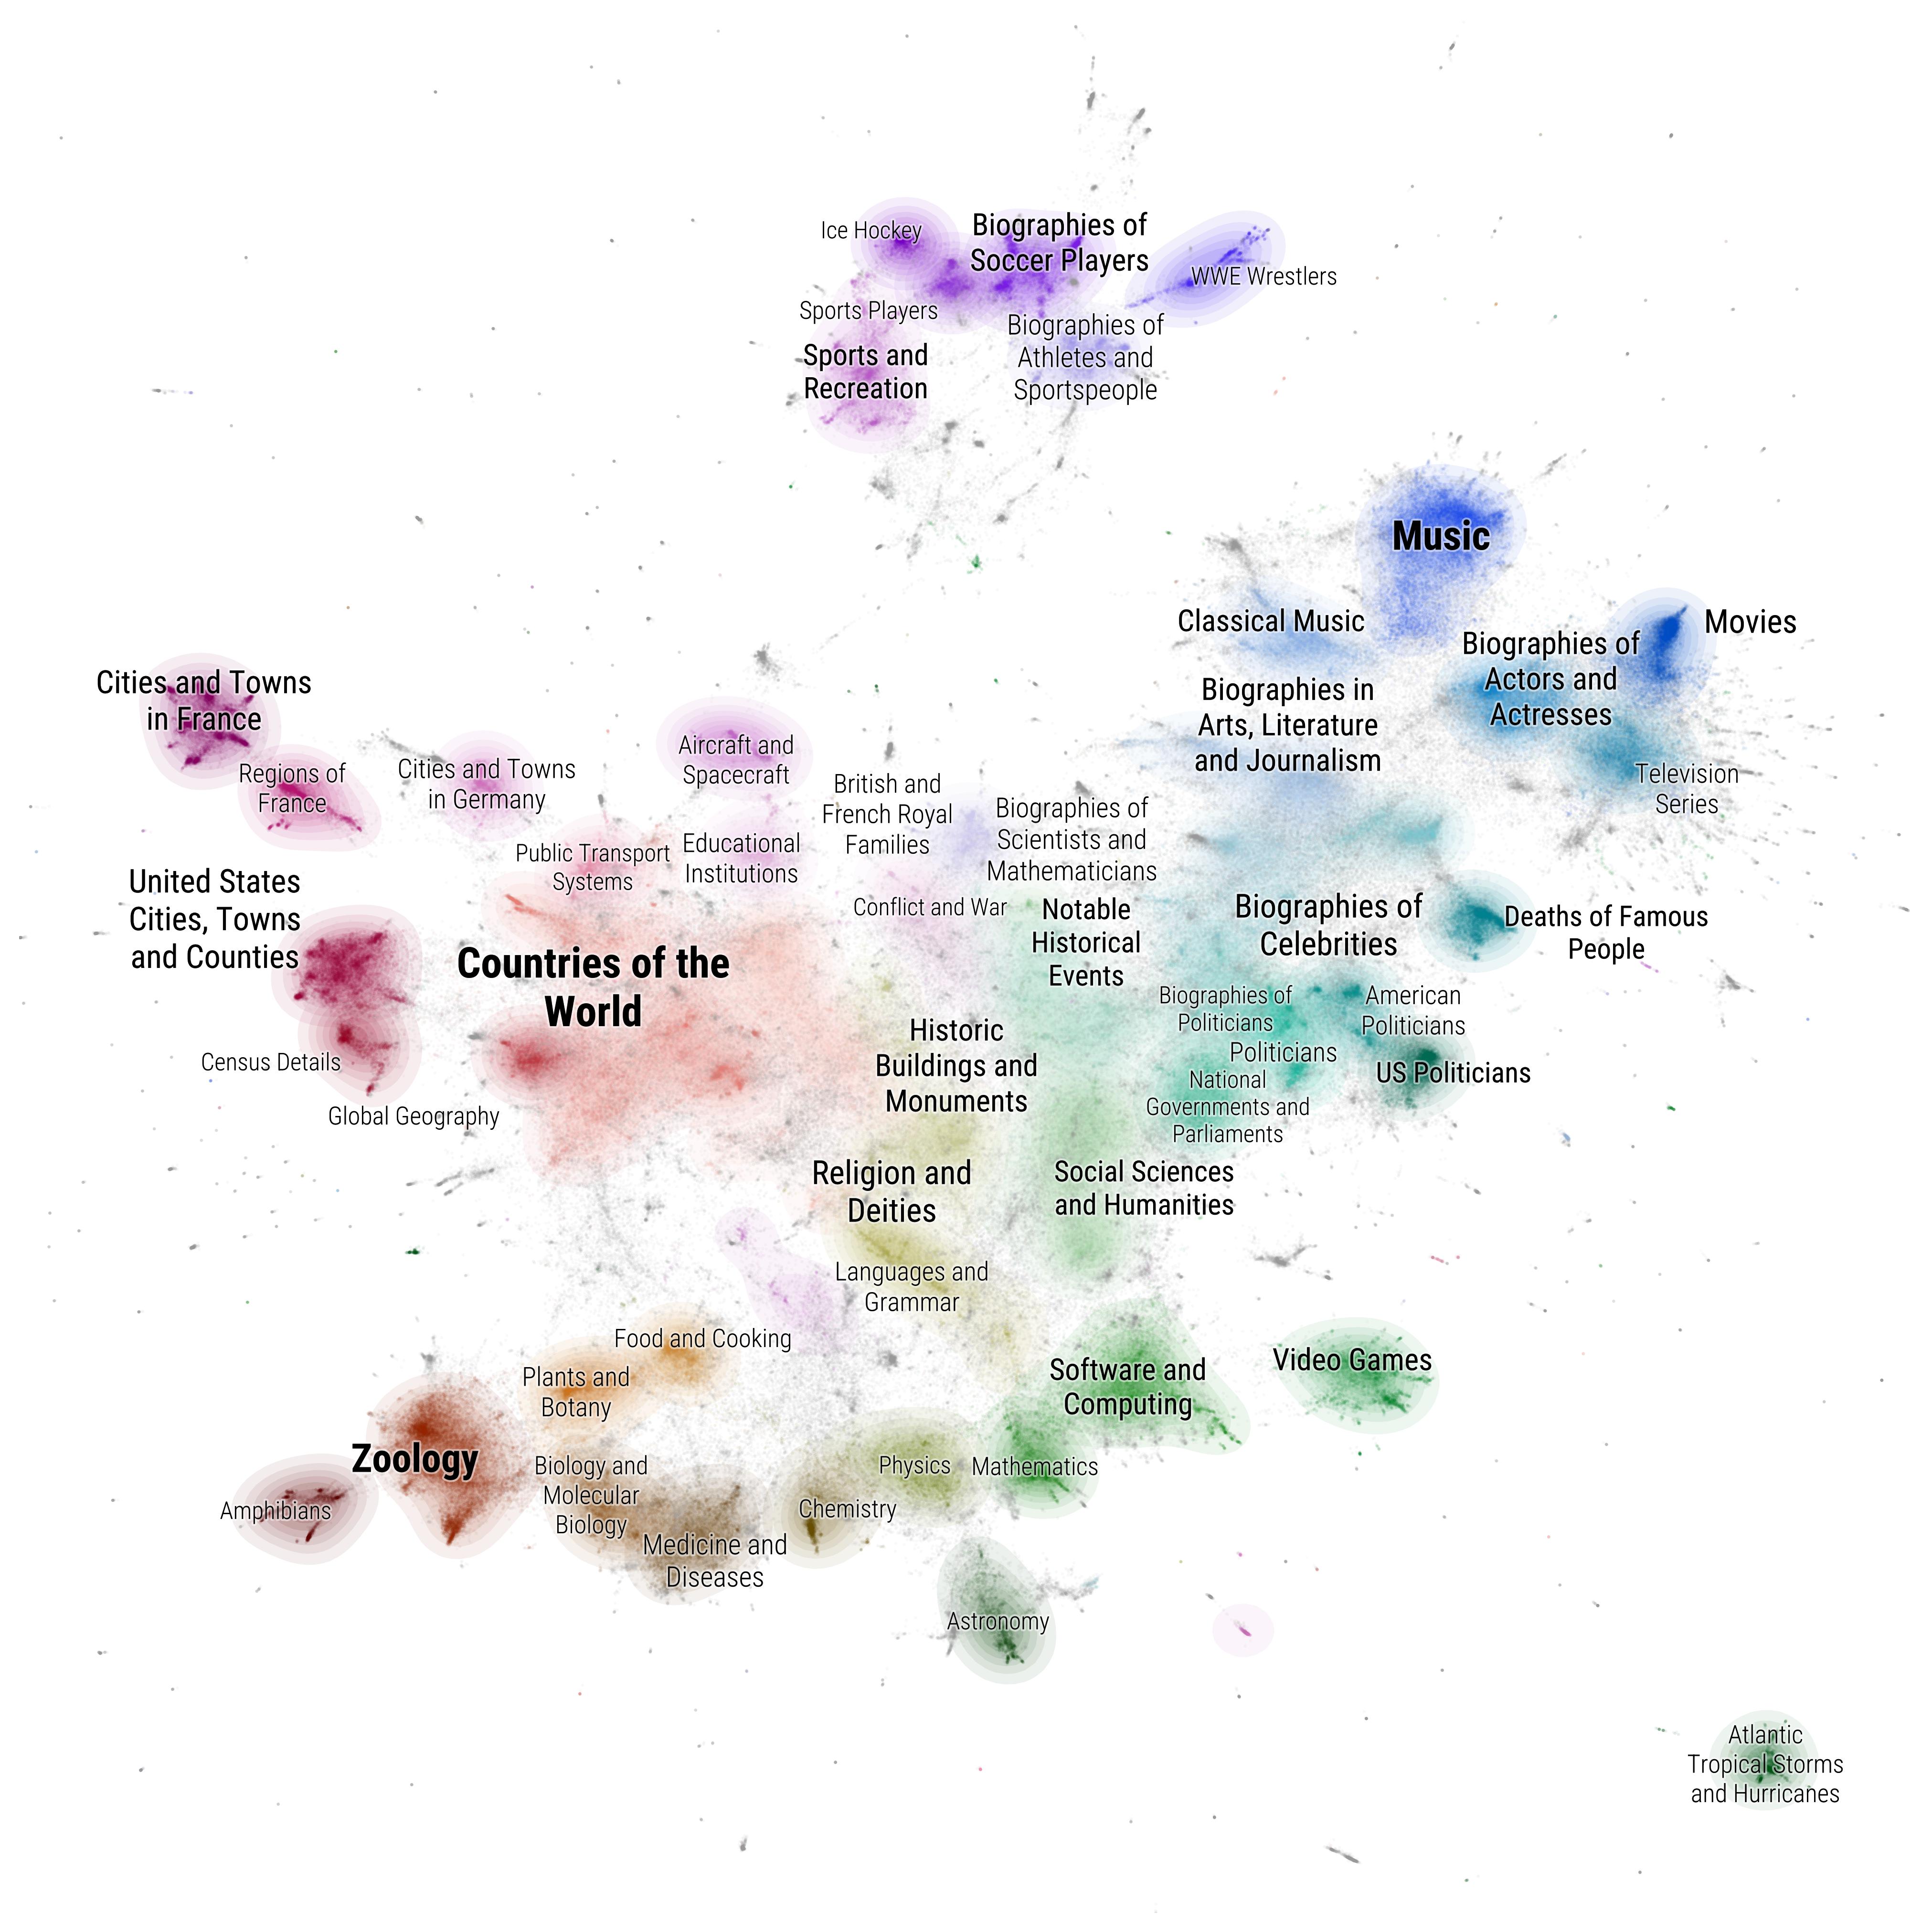 Ice Hockey
Biographies of
Soccer Players
WWE Wrestlers
Sports Players
Biographies of
Athletes and
Sportspeople
Sports and
Recreation
Music
Classical Music
Movies
Biographies of
Actors and
Actresses
Biographies in
Arts, Literature
and Journalism
Television
Series
Cities and Towns
in France
Regions of
France
Cities and Towns
in Germany
Aircraft and
Spacecraft
British and
French Royal
Families
Biographies of
Scientists and
Mathematicians
Public Transport
Systems
Educational
Institutions
United States
Cities, Towns
and Counties
Conflict and War
Notable
Historical
Events
Biographies of
Celebrities
Deaths of Famous
People
Countries of the
World
Biographies of
Politicians
American
Politicians
Politicians
US Politicians
Historic
Buildings and
Monuments
National
Governments and
Parliaments
Census Details
Global Geography
Religion and
Deities
Social Sciences
and Humanities
Languages and
Grammar
Food and Cooking
Plants and
Botany
Software and
Computing
Video Games
Zoology
Amphibians
Biology and
Molecular
Biology
Physics
Mathematics
Chemistry
Medicine and
Diseases
Astronomy
Atlantic
Tropical Storms
and Hurricanes